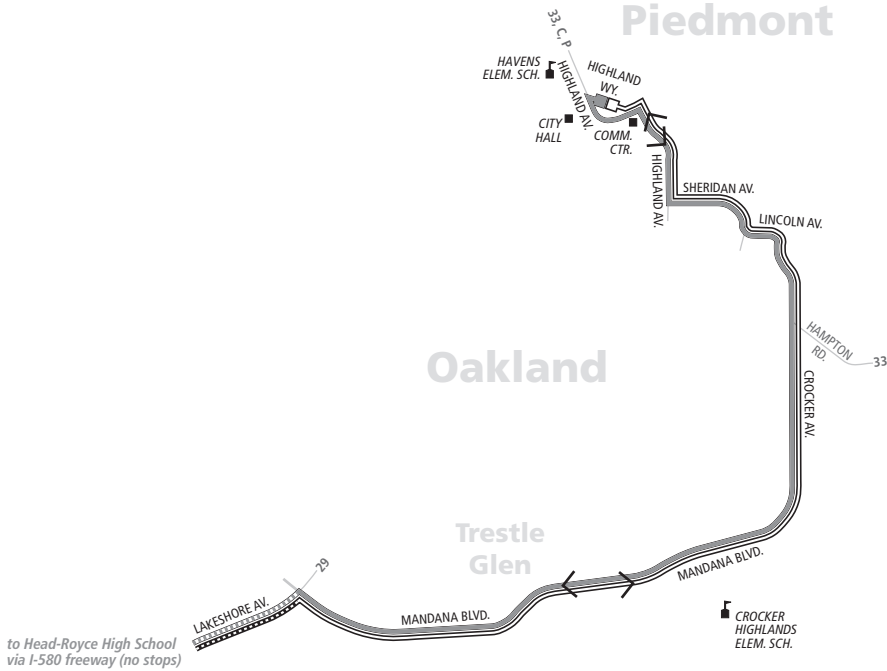 Piedmont
33, C, P
HAVENS
ELEM. SCH.
HIGHLAND AV.
HIGHLAND
WY.
CITY
HALL
COMM.
CTR.
HIGHLAND AV.
SHERIDAN AV.
LINCOLN AV.
HAMPTON
RD.
33
Oakland
CROCKER AV.
Trestle
Glen
MANDANA BLVD.
29
LAKESHORE AV.
MANDANA BLVD.
CROCKER
HIGHLANDS
ELEM. SCH.
to Head-Royce High School
via I-580 freeway (no stops)